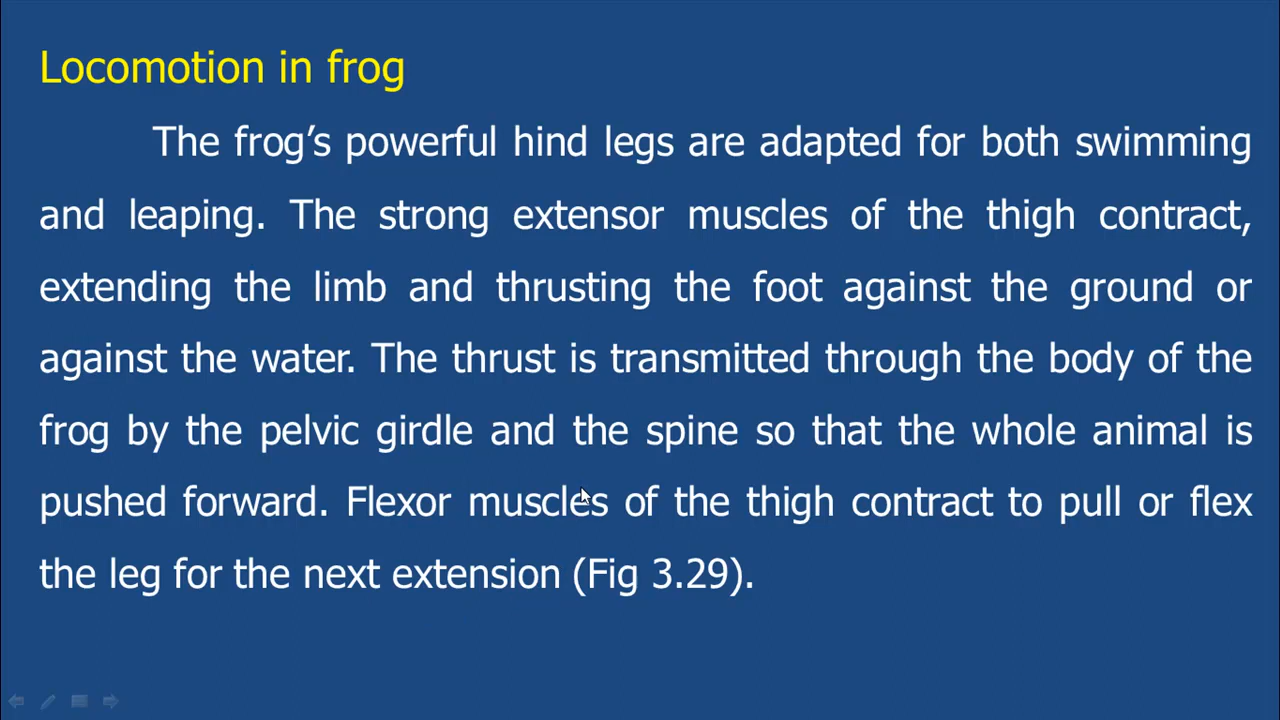 Locomotion in frog
The frog’s powerful hind legs are adapted for both swimming
and leaping. The strong extensor muscles of the thigh contract,
extending the limb and thrusting the foot against the ground or
against the water. The thrust is transmitted through the body of the
frog by the pelvic girdle and the spine so that the whole animal is
pushed forward. Flexor muscles of the thigh contract to pull or flex
the leg for the next extension (Fig 3.29).